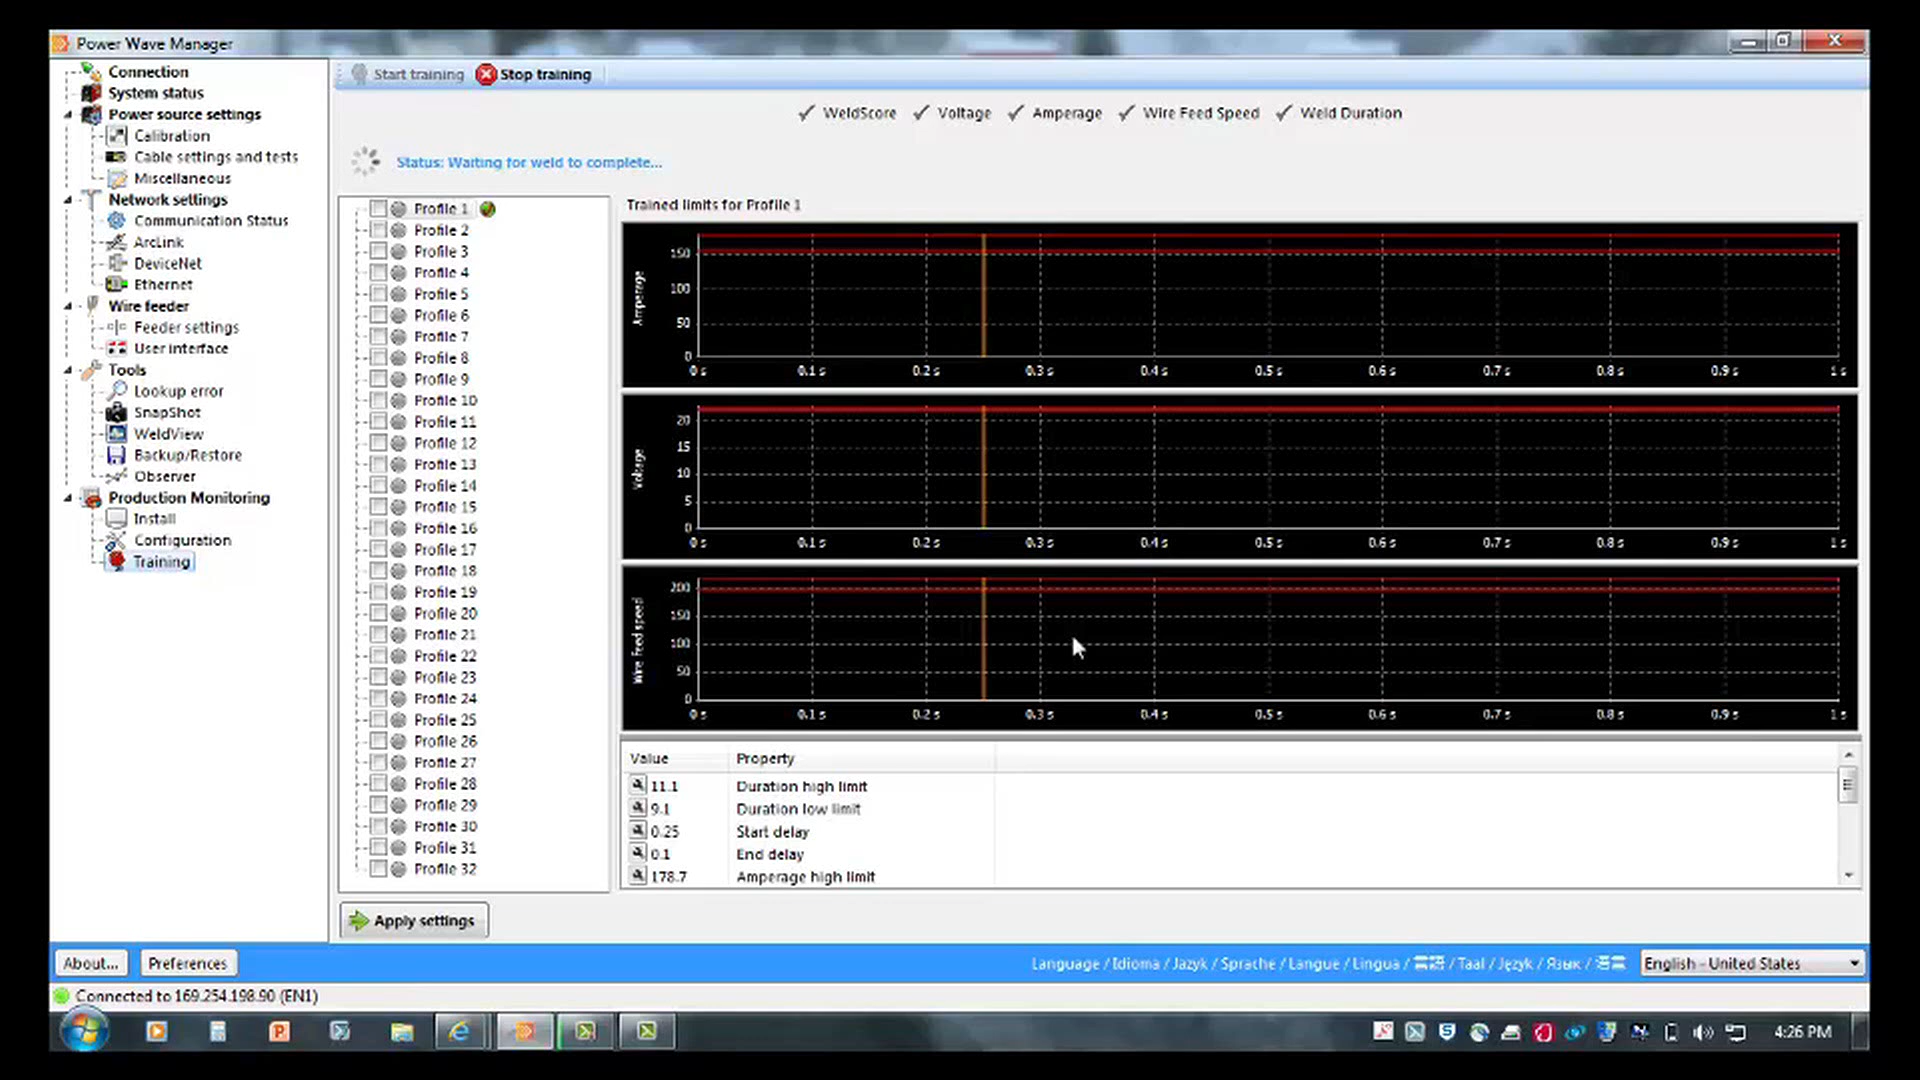 Power Wave Manager
Connection
System status
Power source settings
Calibration
Cable settings and tests
Miscellaneous
Network settings
Communication Status
ArcLink
DeviceNet
Ethernet
Wire feeder
Feeder settings
User interface
Tools
Lookup error
SnapShot
WeldView
Backup/Restore
Observer
Production Monitoring
Install
Configuration
Training
Start training Stop training
WeldScore Voltage Amperage Wire Feed Speed Weld Duration
Status: Waiting for weld to complete...
Profile 1
Profile 2
Profile 3
Profile 4
Profile 5
Profile 6
Profile 7
Profile 8
Profile 9
Profile 10
Profile 11
Profile 12
Profile 13
Profile 14
Profile 15
Profile 16
Profile 17
Profile 18
Profile 19
Profile 20
Profile 21
Profile 22
Profile 23
Profile 24
Profile 25
Profile 26
Profile 27
Profile 28
Profile 29
Profile 30
Profile 31
Profile 32
Apply settings
Trained limits for Profile 1
Amperage
150
100
50
0
0 s 0.1 s 0.2 s 0.3 s 0.4 s 0.5 s 0.6 s 0.7 s 0.8 s 0.9 s 1 s
Voltage
20
15
10
5
0
0 s 0.1 s 0.2 s 0.3 s 0.4 s 0.5 s 0.6 s 0.7 s 0.8 s 0.9 s 1 s
Wire Feed speed
200
150
100
50
0
0 s 0.1 s 0.2 s 0.3 s 0.4 s 0.5 s 0.6 s 0.7 s 0.8 s 0.9 s 1 s
Value Property
11.1 Duration high limit
9.1 Duration low limit
0.25 Start delay
0.1 End delay
178.7 Amperage high limit
About... Preferences
Language / Idioma / Jazyk / Sprache / Langue / Lingua / 言語 / Taal / Język / Язык / 语言 English - United States
Connected to 169.254.198.90 (EN1)
4:26 PM